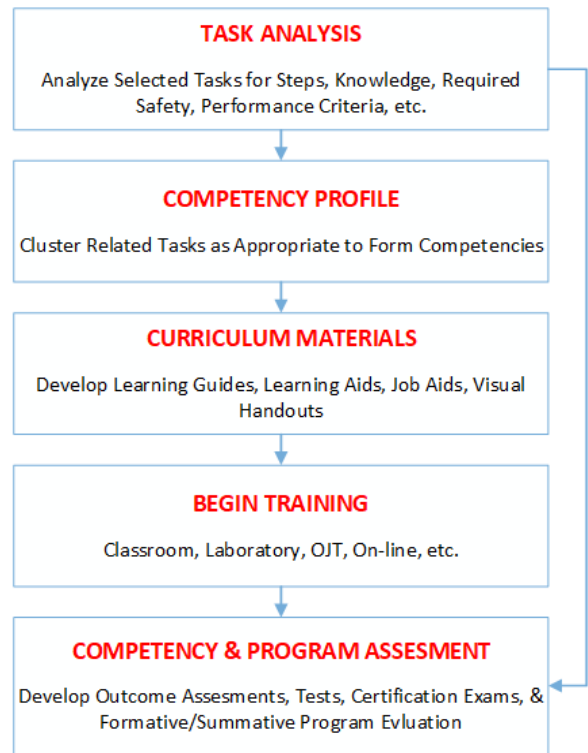 TASK ANALYSIS
Analyze Selected Tasks for Steps, Knowledge, Required
Safety, Performance Criteria, etc.
COMPETENCY PROFILE
Cluster Related Tasks as Appropriate to Form Competencies
CURRICULUM MATERIALS
Develop Learning Guides, Learning Aids, Job Aids, Visual
Handouts
BEGIN TRAINING
Classroom, Laboratory, OJT, On-line, etc.
COMPETENCY & PROGRAM ASSESMENT
Develop Outcome Assesments, Tests, Certification Exams, &
Formative/Summative Program Evluation